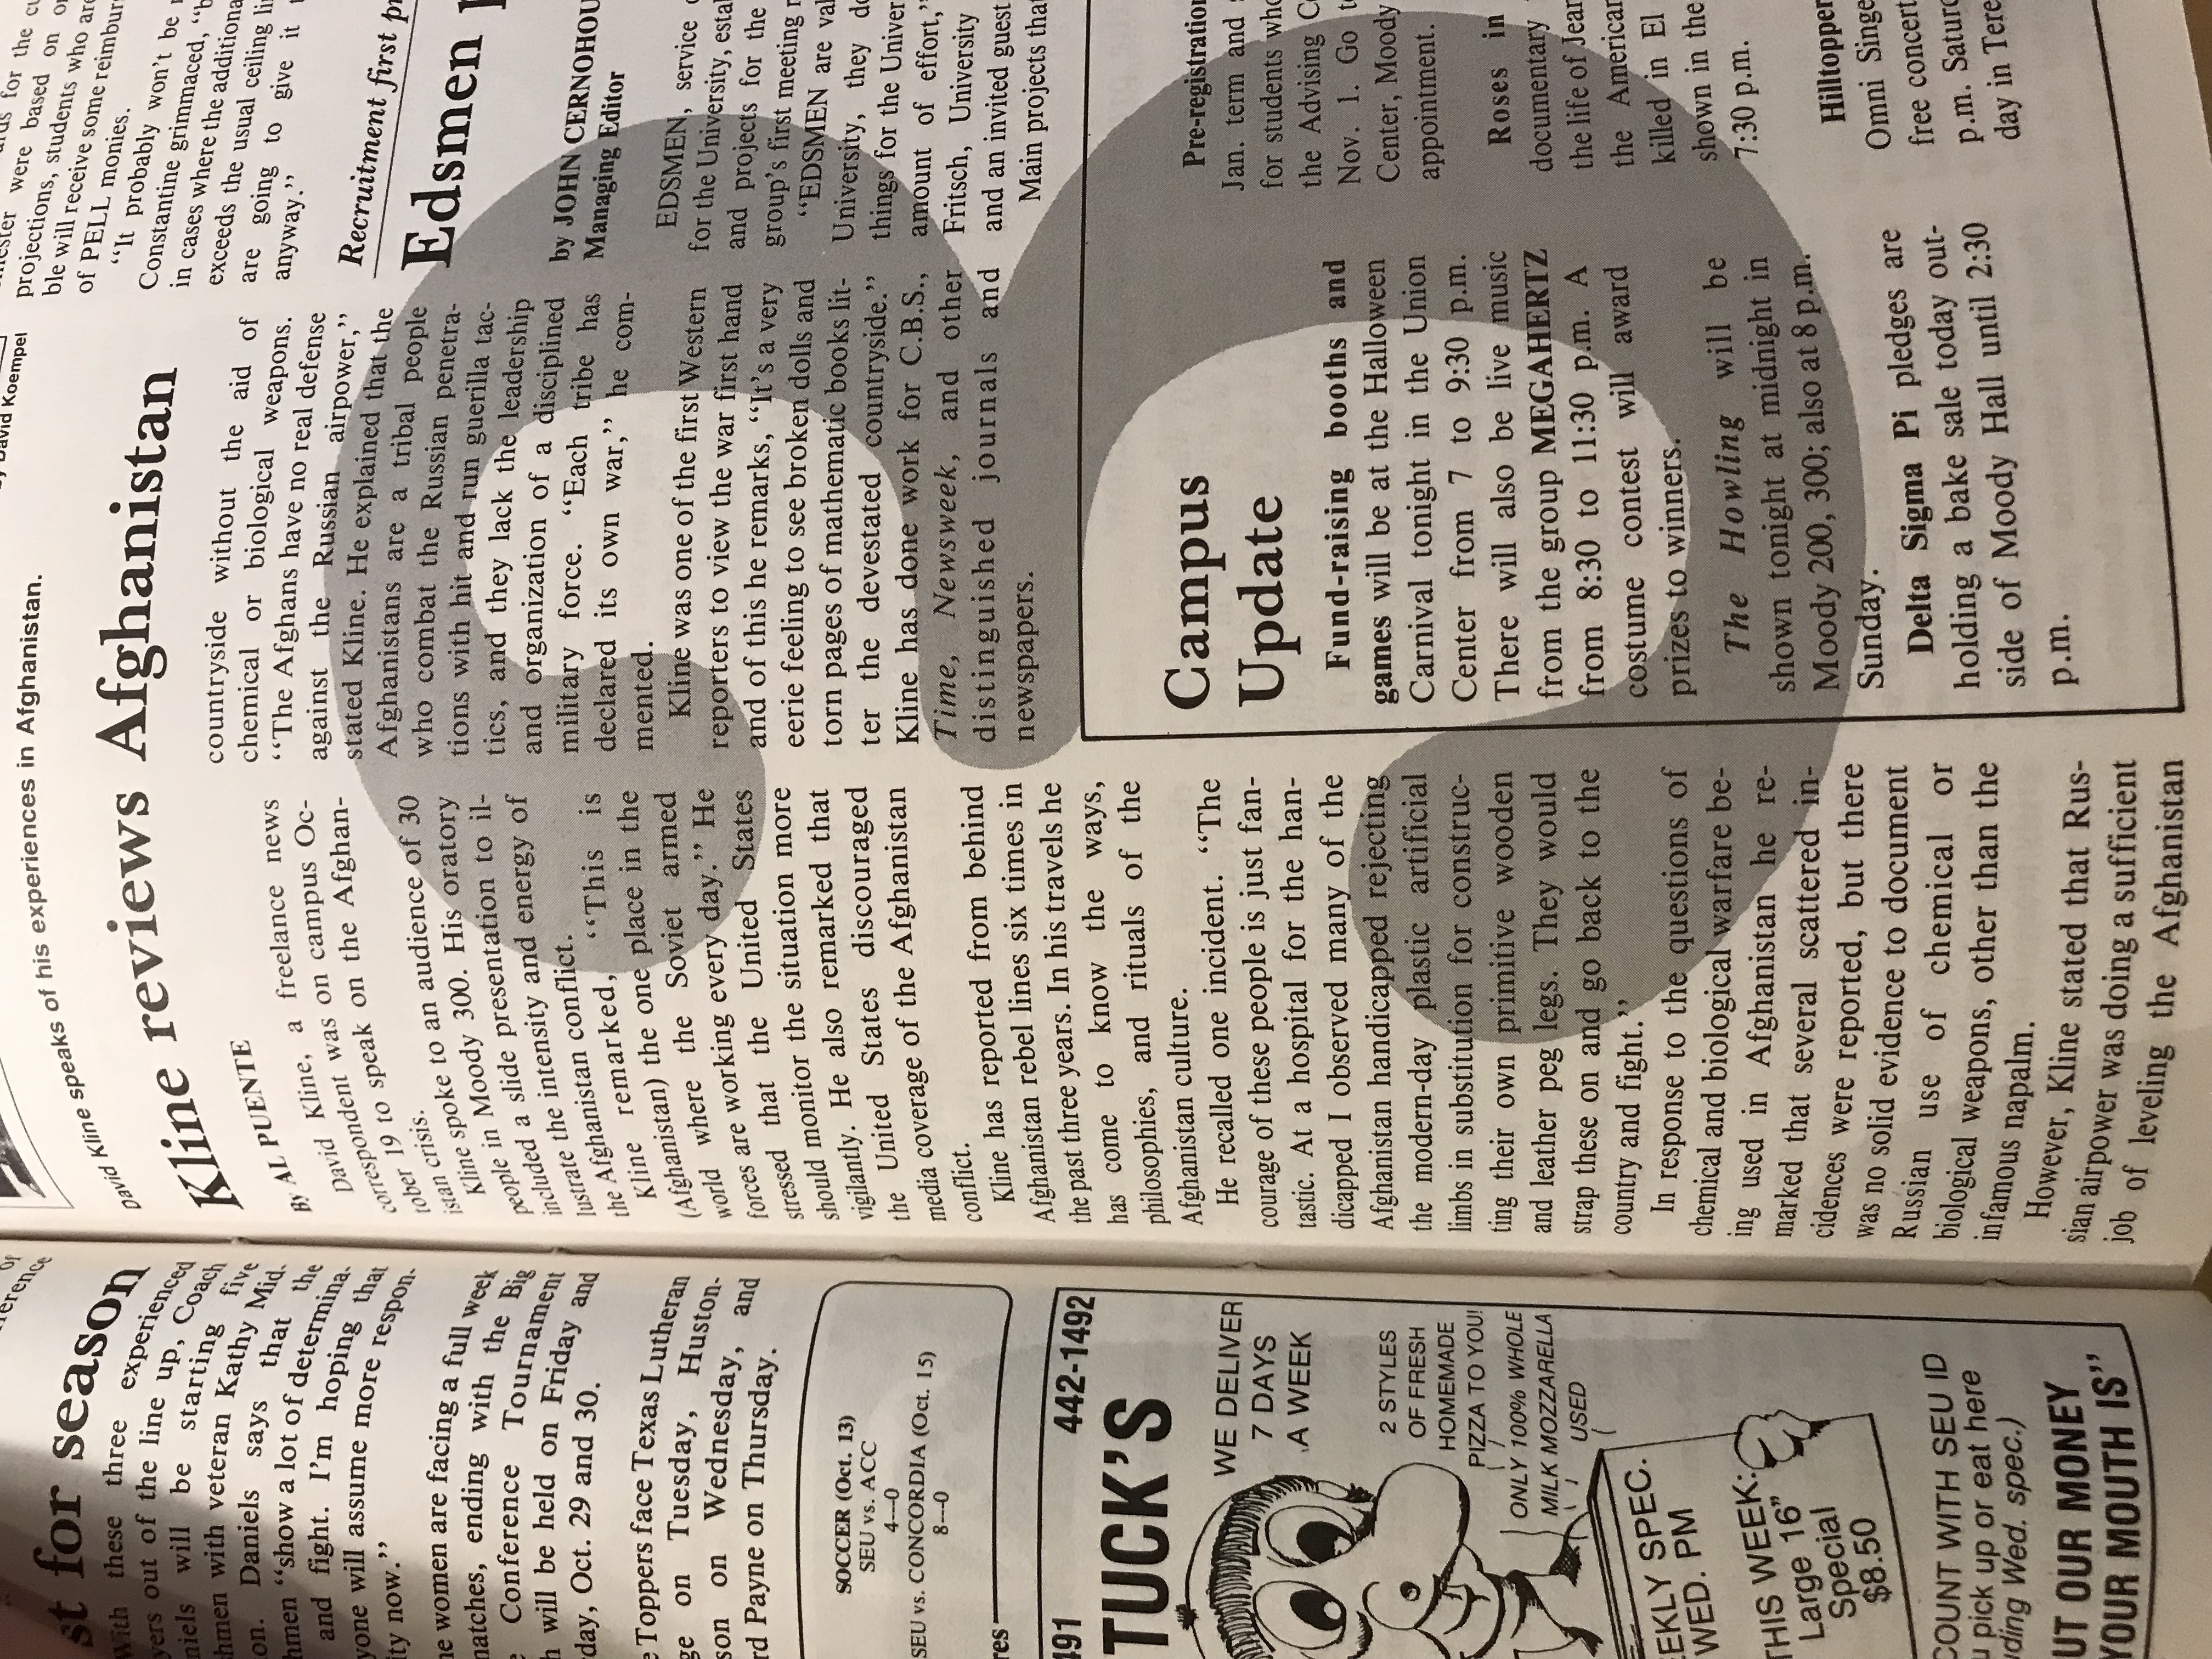 David Kline speaks of his experiences in Afghanistan.
David Koempel
Kline reviews Afghanistan
By AL PUENTE
David Kline, a freelance news
correspondent was on campus Oc-
tober 19 to speak on the Afghan-
istan crisis.
Kline spoke to an audience of 30
people in Moody 300. His oratory
included a slide presentation to il-
lustrate the intensity and energy of
the Afghanistan conflict.
Kline remarked, “This is
(Afghanistan) the one place in the
world where the Soviet armed
forces are working every day.” He
stressed that the United States
should monitor the situation more
vigilantly. He also remarked that
the United States discouraged
media coverage of the Afghanistan
conflict.
Kline has reported from behind
Afghanistan rebel lines six times in
the past three years. In his travels he
has come to know the ways,
philosophies, and rituals of the
Afghanistan culture.
He recalled one incident. “The
courage of these people is just fan-
tastic. At a hospital for the han-
dicapped I observed many of the
Afghanistan handicapped rejecting
the modern-day plastic artificial
limbs in substitution for construc-
ting their own primitive wooden
and leather peg legs. They would
strap these on and go back to the
country and fight.”
In response to the questions of
chemical and biological warfare be-
ing used in Afghanistan he re-
marked that several scattered in-
cidences were reported, but there
was no solid evidence to document
Russian use of chemical or
biological weapons, other than the
infamous napalm.
However, Kline stated that Rus-
sian airpower was doing a sufficient
job of leveling the Afghanistan
countryside without the aid of
chemical or biological weapons.
“The Afghans have no real defense
against the Russian airpower,”
stated Kline. He explained that the
Afghanistans are a tribal people
who combat the Russian penetra-
tions with hit and run guerilla tac-
tics, and they lack the leadership
and organization of a disciplined
military force. “Each tribe has
declared its own war,” he com-
mented.
Kline was one of the first Western
reporters to view the war first hand
and of this he remarks, “It’s a very
eerie feeling to see broken dolls and
torn pages of mathematic books lit-
ter the devestated countryside.”
Kline has done work for C.B.S.,
Time, Newsweek, and other
distinguished journals and
newspapers.
projections, students who are
ble will receive some reimburs
of PELL monies.
“It probably won’t be
Constantine grimmaced, “b
in cases where the additiona
exceeds the usual ceiling li
are going to give it
anyway.”
Recruitment first pr
Edsmen
by JOHN CERNOHOU
Managing Editor
EDSMEN, service
for the University, estal
and projects for the
group’s first meeting
“EDSMEN are val
University, they do
things for the Univer
amount of effort,”
Fritsch, University
and an invited guest
Main projects that
Campus
Update
Fund-raising booths and
games will be at the Halloween
Carnival tonight in the Union
Center from 7 to 9:30 p.m.
There will also be live music
from the group MEGAHERTZ
from 8:30 to 11:30 p.m. A
costume contest will award
prizes to winners.
The Howling will be
shown tonight at midnight in
Moody 200, 300; also at 8 p.m.
Sunday.
Delta Sigma Pi pledges are
holding a bake sale today out-
side of Moody Hall until 2:30
p.m.
Pre-registration
Jan. term and
for students who
the Advising Ce
Nov. 1. Go to
Center, Moody
appointment.
Roses in
documentary
the life of Jean
the American
killed in El
shown in the
7:30 p.m.
Hilltopper
Omni Singe
free concert
p.m. Saturd
day in Tere
st for season
With these three experienced
yers out of the line up, Coach
niels will be starting five
hmen with veteran Kathy Mid.
on. Daniels says that the
hmen “show a lot of determina.
and fight. I’m hoping that
yone will assume more respon.
ity now.”
he women are facing a full week
matches, ending with the Big
Conference Tournament
h will be held on Friday and
day, Oct. 29 and 30.
e Toppers face Texas Lutheran
ge on Tuesday, Huston-
son on Wednesday, and
rd Payne on Thursday.
SOCCER (Oct. 13)
SEU vs. ACC
4—0
SEU vs. CONCORDIA (Oct. 15)
8—0
res
491 442-1492
TUCK’S
WE DELIVER
7 DAYS
A WEEK
2 STYLES
OF FRESH
HOMEMADE
PIZZA TO YOU!
ONLY 100% WHOLE
MILK MOZZARELLA
USED
EEKLY SPEC.
WED. PM
THIS WEEK:
Large 16”
Special
$8.50
COUNT WITH SEU ID
u pick up or eat here
uding Wed. spec.)
UT OUR MONEY
YOUR MOUTH IS”